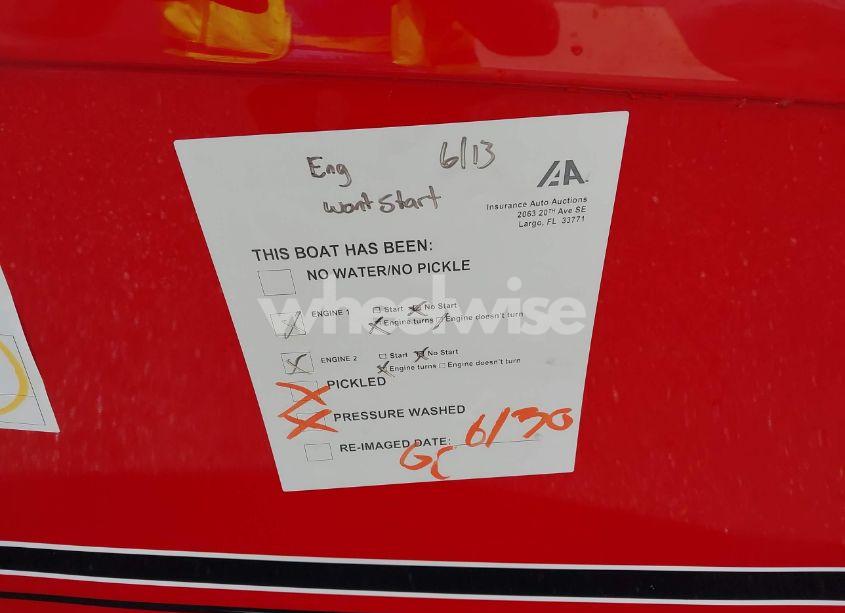 Eng 6/13
wont start
IAA
Insurance Auto Auctions
2063 20TH Ave SE
Largo, FL 33771
THIS BOAT HAS BEEN:
NO WATER/NO PICKLE
ENGINE 1 Start No Start
Engine turns Engine doesn't turn
ENGINE 2 Start No Start
Engine turns Engine doesn't turn
PICKLED
PRESSURE WASHED
RE-IMAGED DATE: 6/30
GC
wheelwise